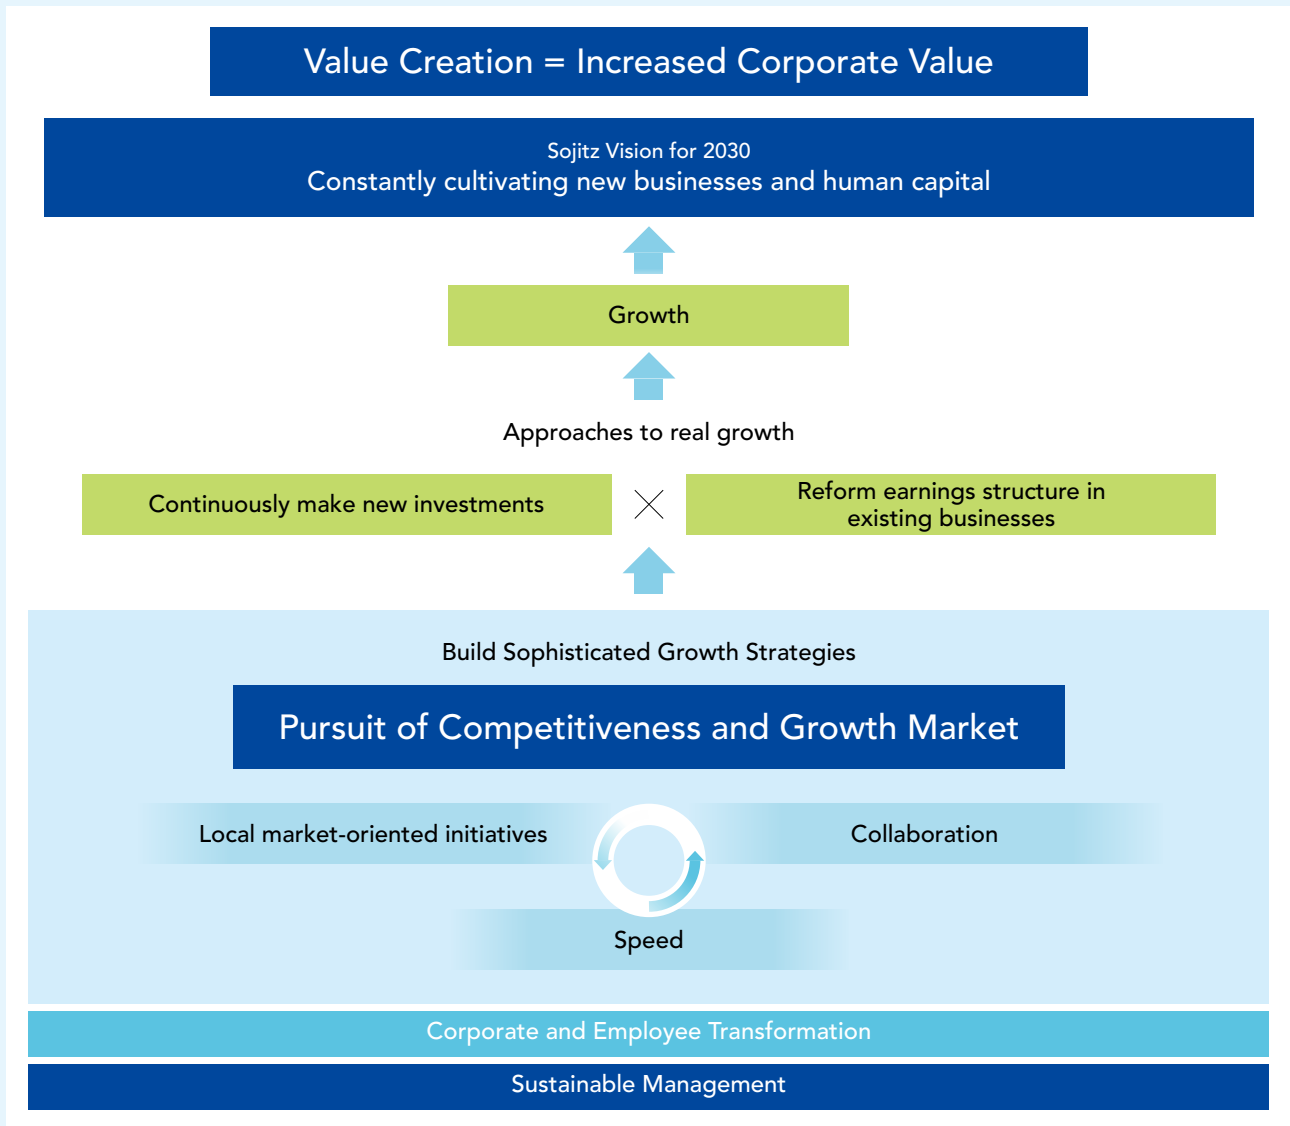 Value Creation = Increased Corporate Value
Sojitz Vision for 2030
Constantly cultivating new businesses and human capital
Growth
Approaches to real growth
Continuously make new investments
Reform earnings structure in
existing businesses
Build Sophisticated Growth Strategies
Pursuit of Competitiveness and Growth Market
Local market-oriented initiatives
Collaboration
Speed
Corporate and Employee Transformation
Sustainable Management